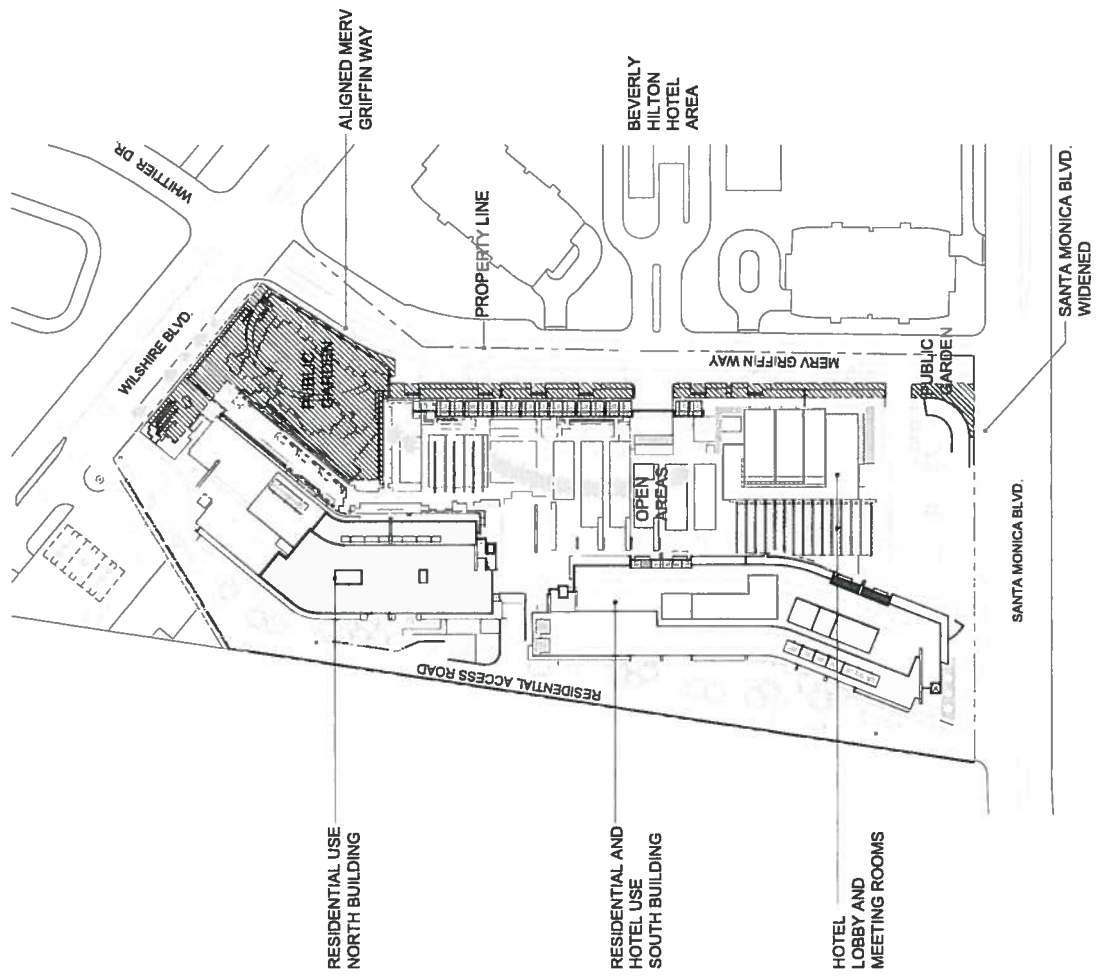 WHITTIER DR.
ALIGNED MERV
GRIFFIN WAY
WILSHIRE BLVD.
PUBLIC
GARDEN
PROPERTY LINE
BEVERLY
HILTON
HOTEL
AREA
MERV GRIFFIN WAY
PUBLIC
GARDEN
OPEN
AREAS
SANTA MONICA BLVD.
WIDENED
SANTA MONICA BLVD.
RESIDENTIAL ACCESS ROAD
RESIDENTIAL USE
NORTH BUILDING
RESIDENTIAL AND
HOTEL USE
SOUTH BUILDING
HOTEL
LOBBY AND
MEETING ROOMS